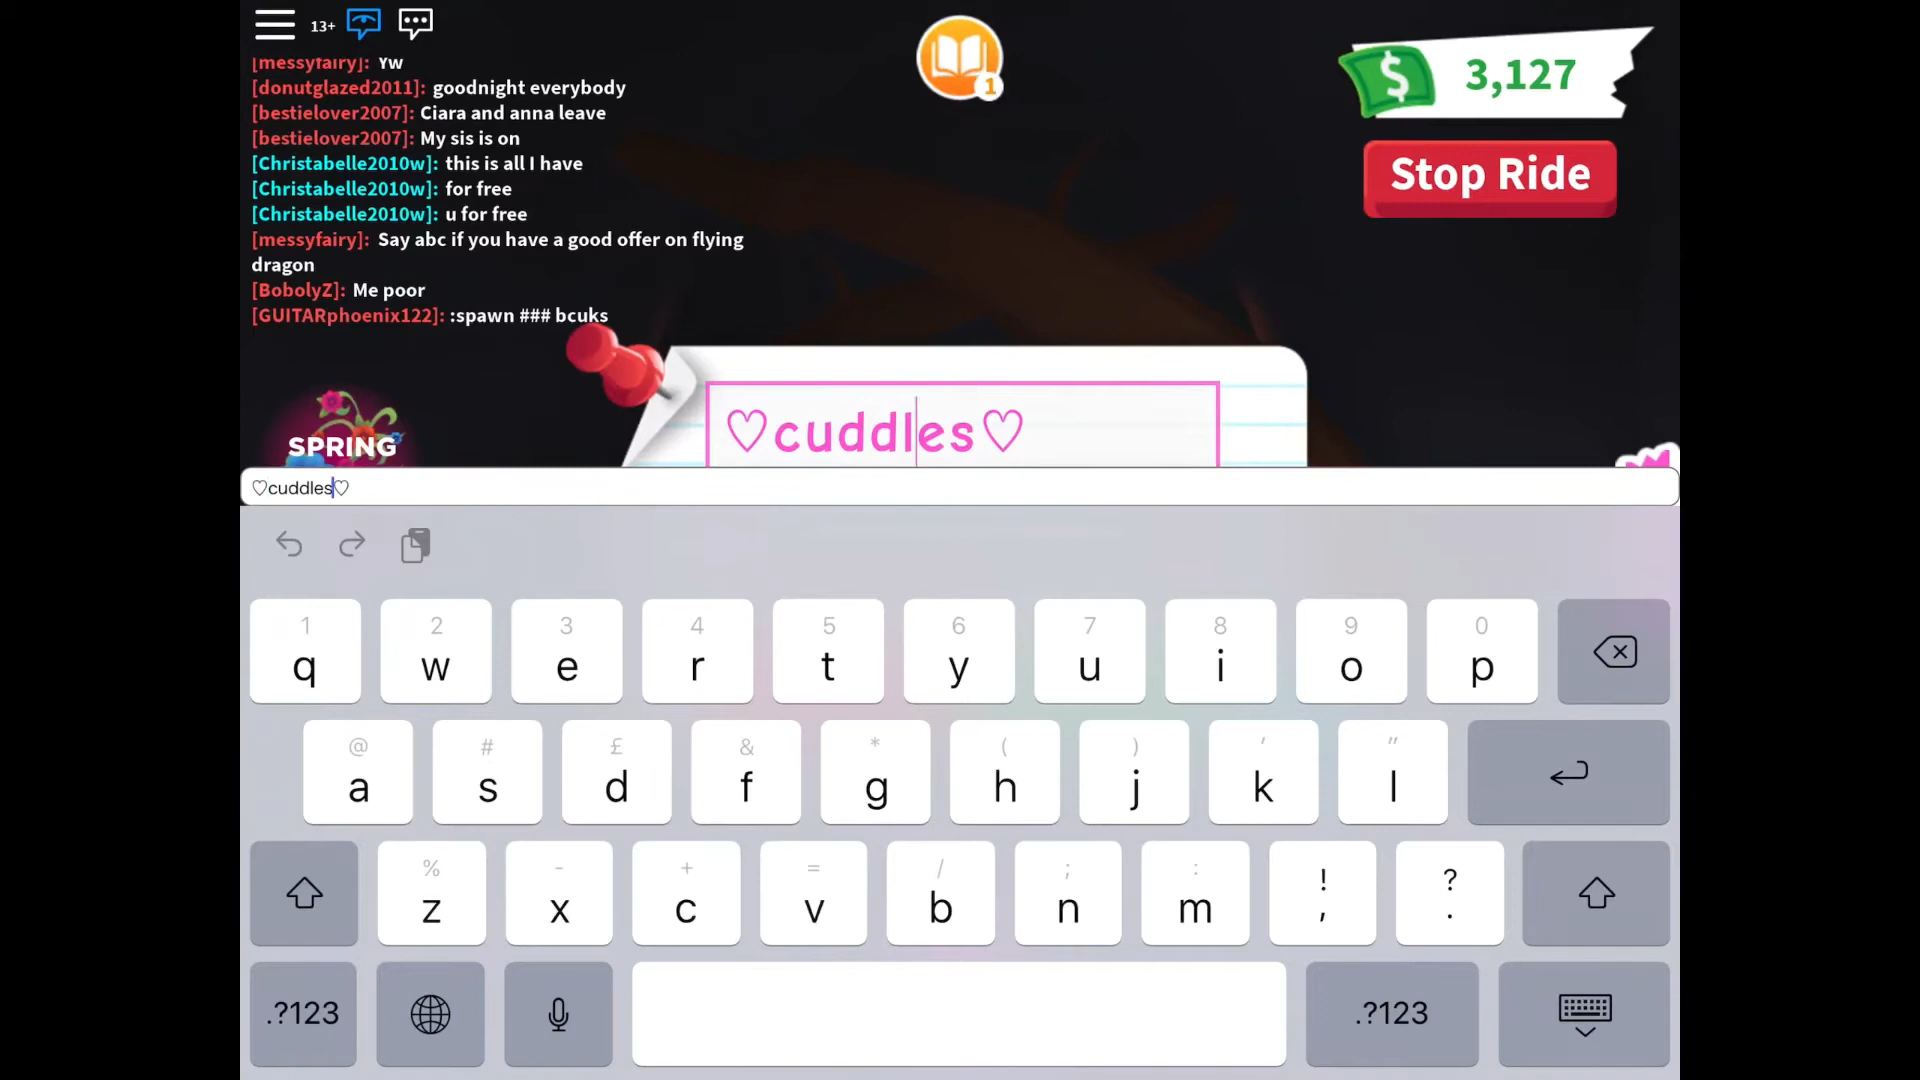 13+
[messyfairy]: Yw
[donutglazed2011]: goodnight everybody
[bestielover2007]: Ciara and anna leave
[bestielover2007]: My sis is on
[Christabelle2010w]: this is all I have
[Christabelle2010w]: for free
[Christabelle2010w]: u for free
[messyfairy]: Say abc if you have a good offer on flying
dragon
[BobolyZ]: Me poor
[GUITARphoenix122]: :spawn ### bcuks
1
3,127
Stop Ride
SPRING
♡cuddles♡
♡cuddles♡
1 2 3 4 5 6 7 8 9 0
q w e r t y u i o p
@ # £ & * ( ) ' "
a s d f g h j k l
% - + = / ; : ! ?
z x c v b n m , .
.?123 .?123